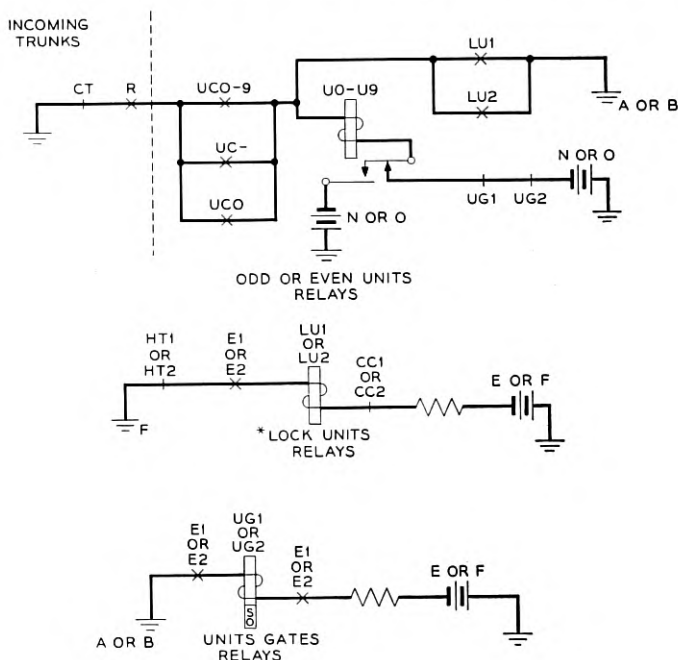 INCOMING
TRUNKS
CT
R
UCO-9
UC-
UCO
UO-U9
LU1
LU2
A OR B
N OR O
UG1
UG2
N OR O
ODD OR EVEN UNITS
RELAYS
HT1
OR
HT2
E1
OR
E2
LU1
OR
LU2
CC1
OR
CC2
E OR F
F
*LOCK UNITS
RELAYS
E1
OR
E2
UG1
OR
UG2
E1
OR
E2
E OR F
SO
A OR B
UNITS GATES
RELAYS